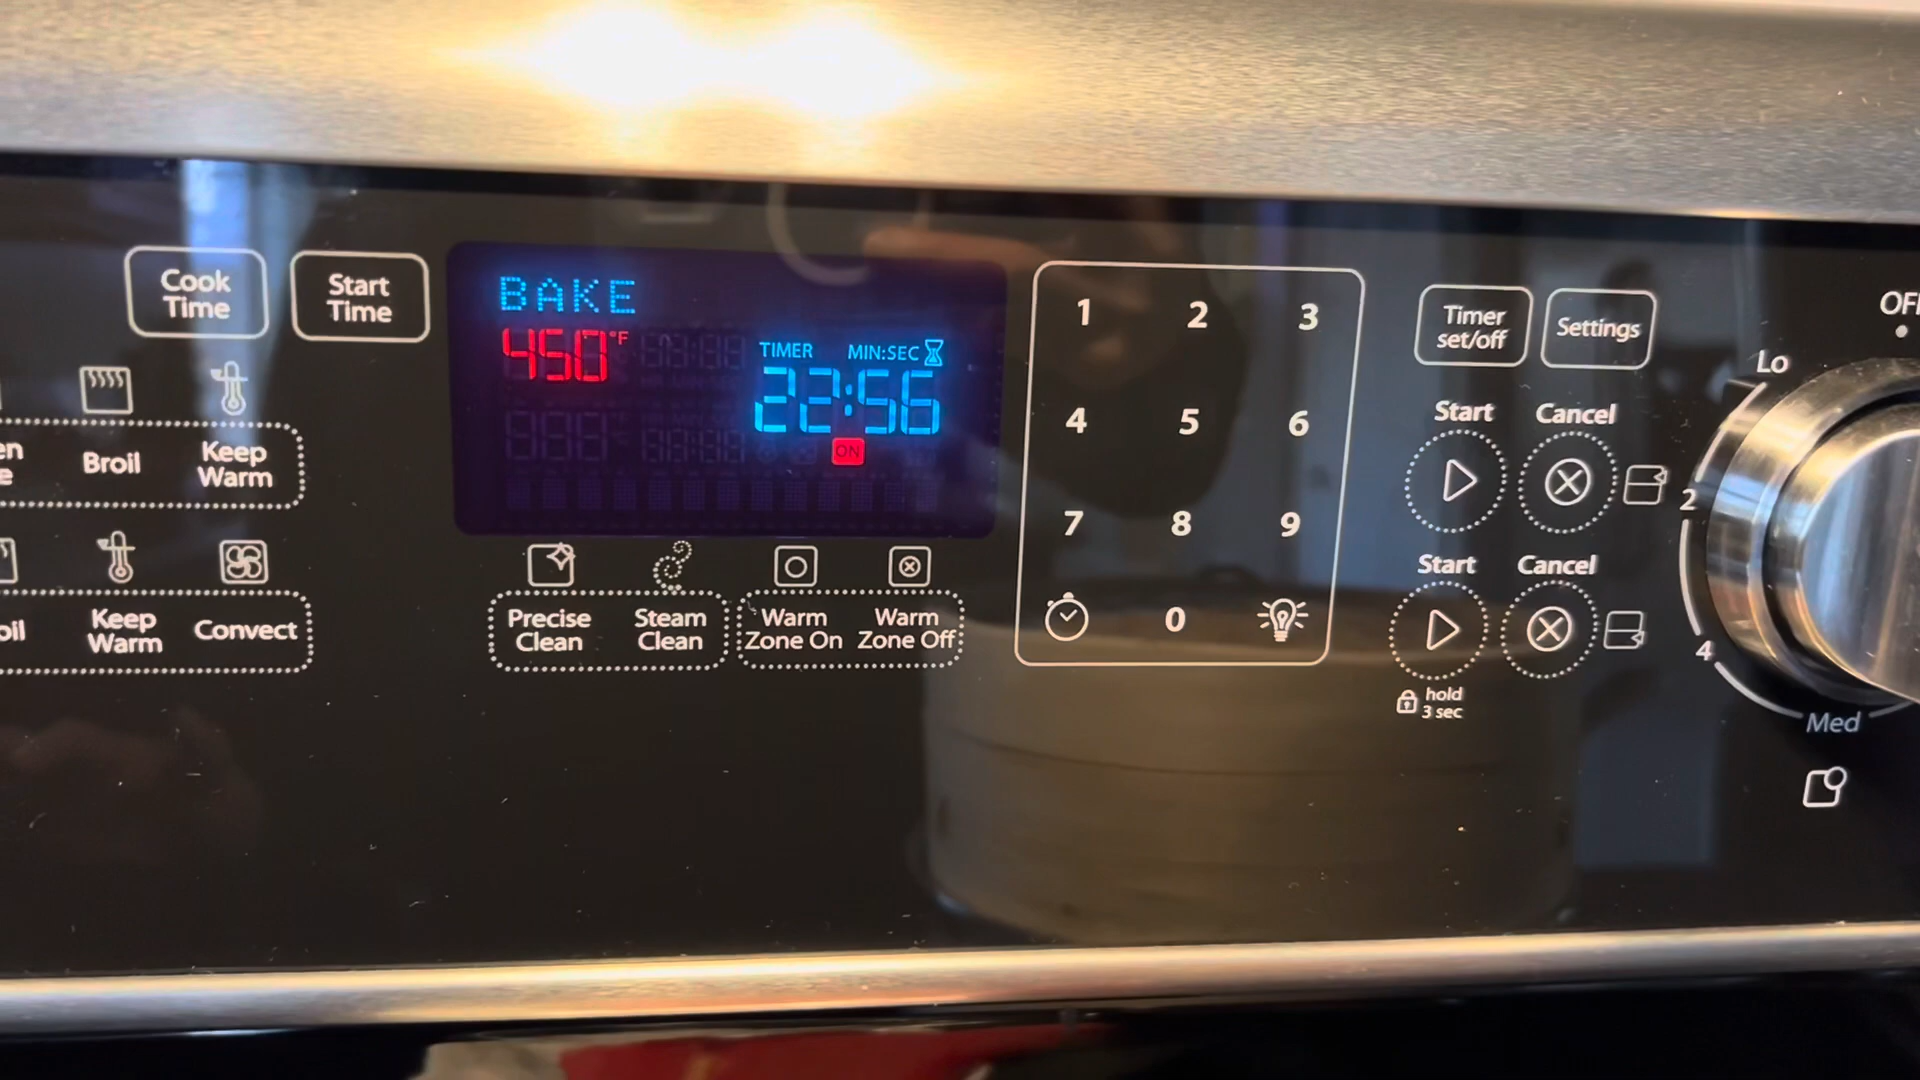 Cook
Time
Start
Time
BAKE
450°F
TIMER MIN:SEC
22:56
ON
1 2 3
4 5 6
7 8 9
0
Timer
set/off
Settings
Start Cancel
Start Cancel
hold
3 sec
OFF
Lo
2
4
Med
Broil
Keep
Warm
Keep
Warm
Convect
Precise
Clean
Steam
Clean
Warm
Zone On
Warm
Zone Off